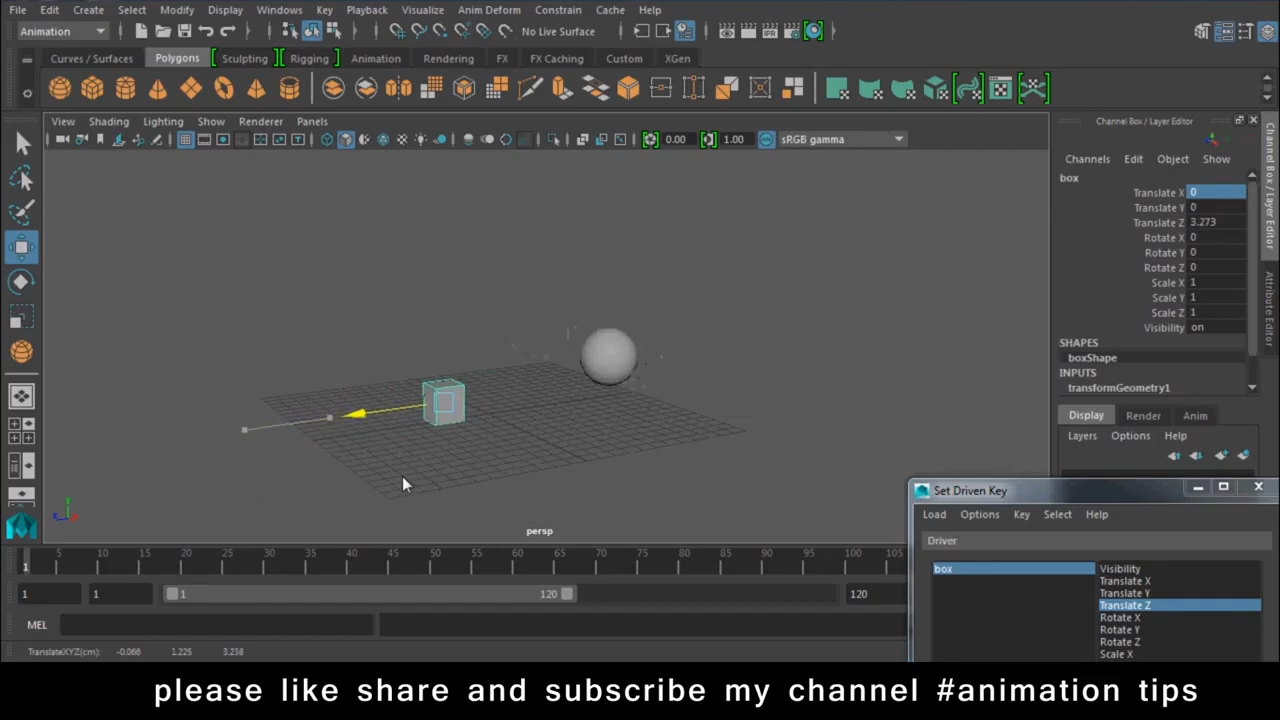 File Edit Create Select Modify Display Windows Key Playback Visualize Anim Deform Constrain Cache Help
Animation No Live Surface
Curves / Surfaces Polygons Sculpting Rigging Animation Rendering FX FX Caching Custom XGen
View Shading Lighting Show Renderer Panels
0.00 1.00 sRGB gamma
Channel Box / Layer Editor
Channels Edit Object Show
box
Translate X 0
Translate Y 0
Translate Z 3.273
Rotate X 0
Rotate Y 0
Rotate Z 0
Scale X 1
Scale Y 1
Scale Z 1
Visibility on
SHAPES
boxShape
INPUTS
transformGeometry1
Display Render Anim
Layers Options Help
Channel Box / Layer Editor
Attribute Editor
persp
Set Driven Key
Load Options Key Select Help
Driver
box Visibility
Translate X
Translate Y
Translate Z
Rotate X
Rotate Y
Rotate Z
Scale X
5 10 15 20 25 30 35 40 45 50 55 60 65 70 75 80 85 90 95 100 105
1
1 1 1 120 120
MEL
TranslateXYZ(cm): -0.066 1.225 3.238
please like share and subscribe my channel #animation tips